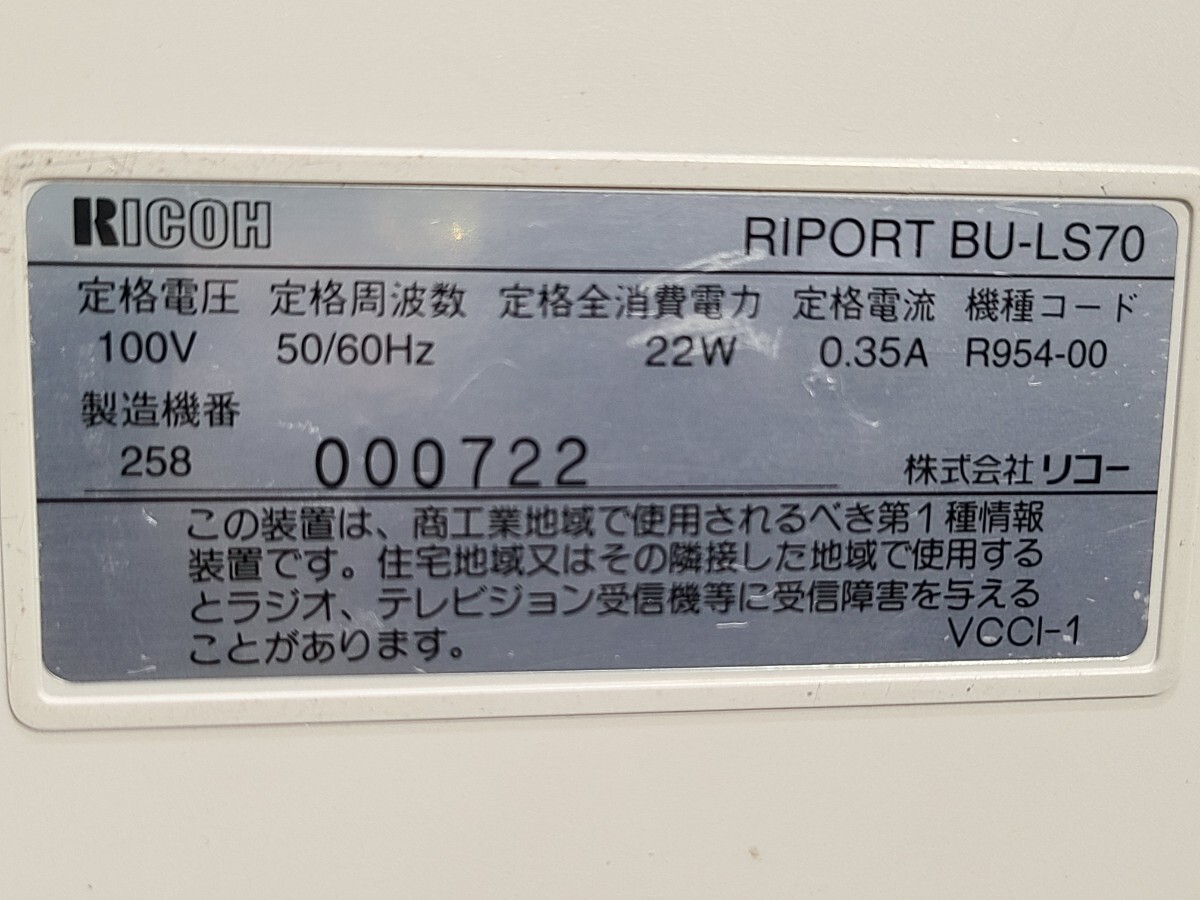 RICOH RIPORT BU-LS70
定格電圧 定格周波数 定格全消費電力 定格電流 機種コード
100V 50/60Hz 22W 0.35A R954-00
製造機番
258 000722 株式会社リコー
この装置は、商工業地域で使用されるべき第1種情報
装置です。住宅地域又はその隣接した地域で使用する
とラジオ、テレビジョン受信機等に受信障害を与える
ことがあります。 VCCI-1